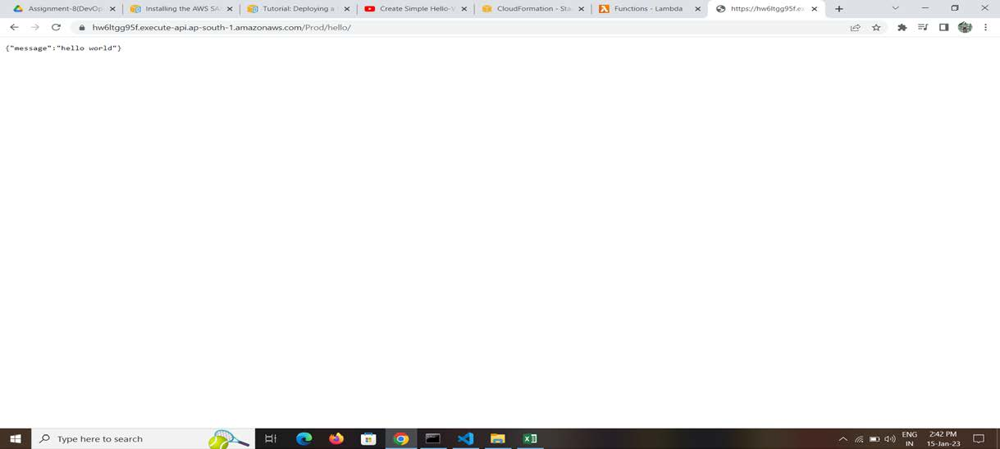 Assignment-8(DevOp Installing the AWS SA Tutorial: Deploying a Create Simple Hello-V CloudFormation - Sta Functions - Lambda https://hw6ltgg95f.ex
hw6ltgg95f.execute-api.ap-south-1.amazonaws.com/Prod/hello/
{"message":"hello world"}
Type here to search
ENG
IN
2:42 PM
15-Jan-23